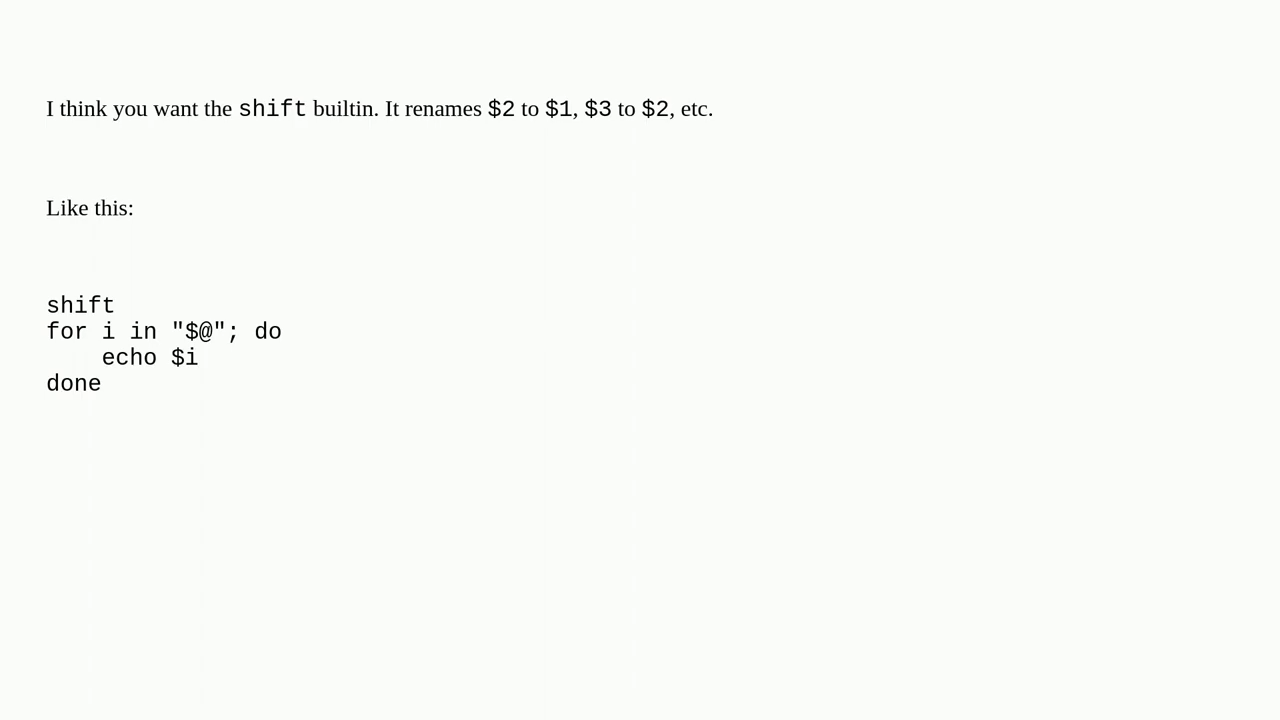 I think you want the shift builtin. It renames $2 to $1, $3 to $2, etc.
Like this:
shift
for i in "$@"; do
    echo $i
done